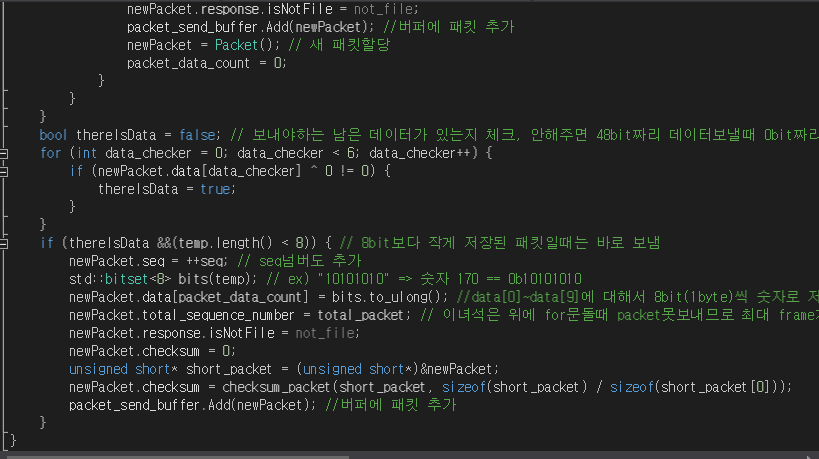 newPacket.response.isNotFile = not_file;
packet_send_buffer.Add(newPacket); //버퍼에 패킷 추가
newPacket = Packet(); // 새 패킷할당
packet_data_count = 0;
}
}
}
bool thereIsData = false; // 보내야하는 남은 데이터가 있는지 체크, 안해주면 48bit짜리 데이터보낼때 0bit짜리
for (int data_checker = 0; data_checker < 6; data_checker++) {
if (newPacket.data[data_checker] ^ 0 != 0) {
thereIsData = true;
}
}
if (thereIsData &&(temp.length() < 8)) { // 8bit보다 작게 저장된 패킷일때는 바로 보냄
newPacket.seq = ++seq; // seq넘버도 추가
std::bitset<8> bits(temp); // ex) "10101010" => 숫자 170 == 0b10101010
newPacket.data[packet_data_count] = bits.to_ulong(); //data[0]~data[9]에 대해서 8bit(1byte)씩 숫자로
newPacket.total_sequence_number = total_packet; // 이녀석은 위에 for문돌때 packet못보내므로 최대
newPacket.response.isNotFile = not_file;
newPacket.checksum = 0;
unsigned short* short_packet = (unsigned short*)&newPacket;
newPacket.checksum = checksum_packet(short_packet, sizeof(short_packet) / sizeof(short_packet[0]));
packet_send_buffer.Add(newPacket); //버퍼에 패킷 추가
}
}